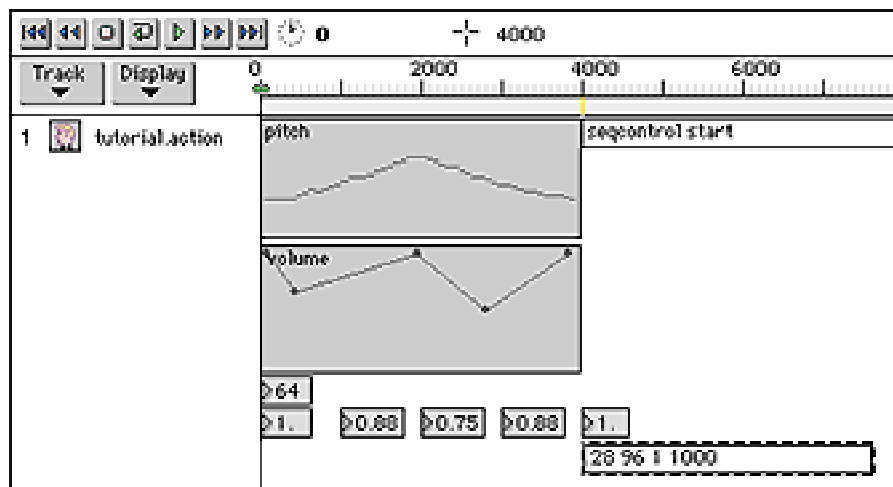 0 4000
Track Display 0 2000 4000 6000
1 tutorial.action pitch seqcontrol start
volume
64
1. 0.88 0.75 0.88 1.
28 96 1 1000